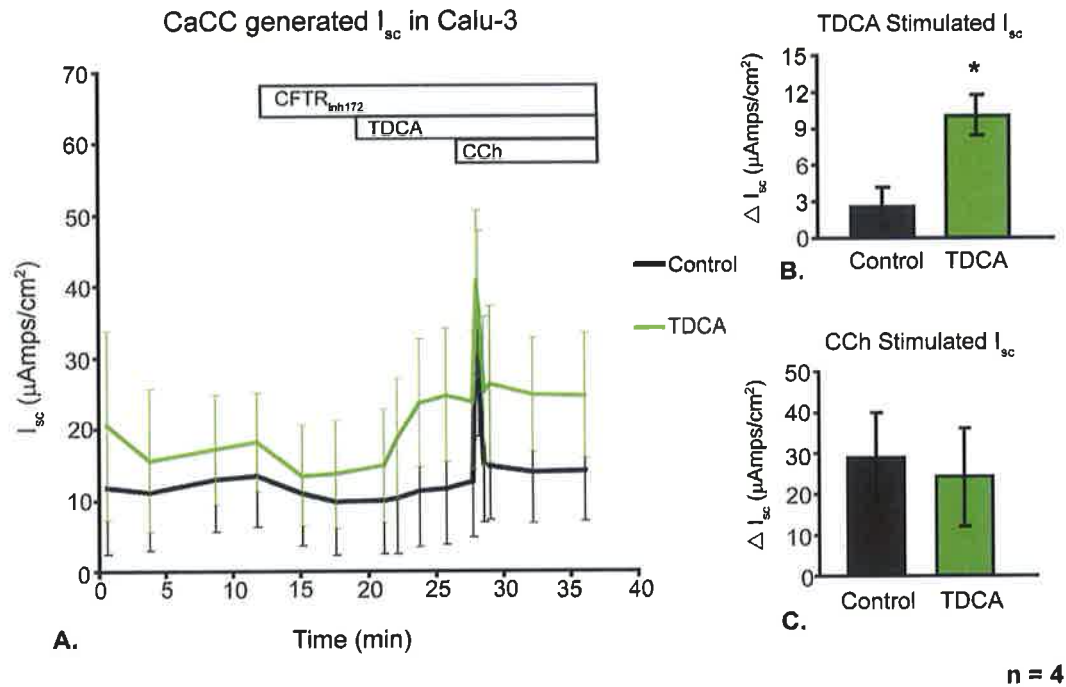 CaCC generated Isc in Calu-3
70
60
50
40
30
20
10
0
Isc (µAmps/cm²)
CFTRInh172
TDCA
CCh
0 5 10 15 20 25 30 35 40
Time (min)
A.
Control
TDCA
TDCA Stimulated Isc
15
12
9
6
3
0
△ Isc (µAmps/cm²)
*
Control TDCA
B.
CCh Stimulated Isc
50
40
30
20
10
0
△ Isc (µAmps/cm²)
Control TDCA
C.
n = 4